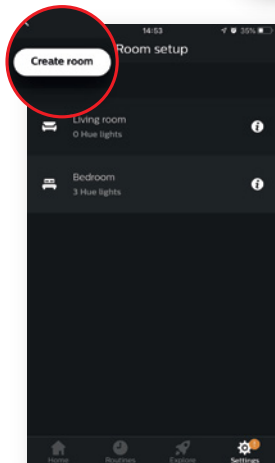 14:53
35%
Room setup
Create room
Living room
0 Hue lights
Bedroom
3 Hue lights
Home
Routines
Explore
Settings